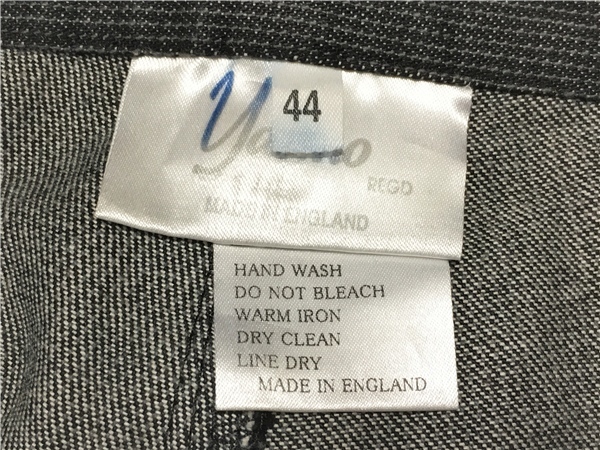 44
REGD
MADE IN ENGLAND
HAND WASH
DO NOT BLEACH
WARM IRON
DRY CLEAN
LINE DRY
MADE IN ENGLAND